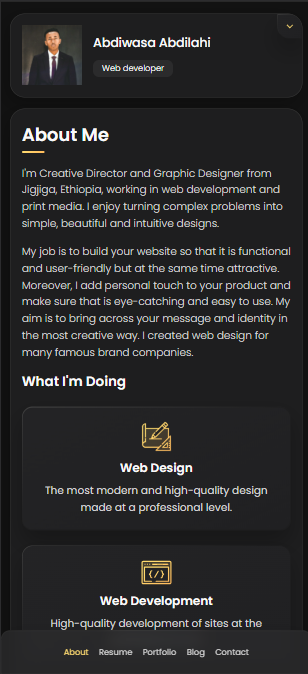 Abdiwasa Abdilahi
Web developer
About Me
I'm Creative Director and Graphic Designer from
Jigjiga, Ethiopia, working in web development and
print media. I enjoy turning complex problems into
simple, beautiful and intuitive designs.
My job is to build your website so that it is functional
and user-friendly but at the same time attractive.
Moreover, I add personal touch to your product and
make sure that is eye-catching and easy to use. My
aim is to bring across your message and identity in
the most creative way. I created web design for
many famous brand companies.
What I'm Doing
Web Design
The most modern and high-quality design
made at a professional level.
Web Development
High-quality development of sites at the
About Resume Portfolio Blog Contact